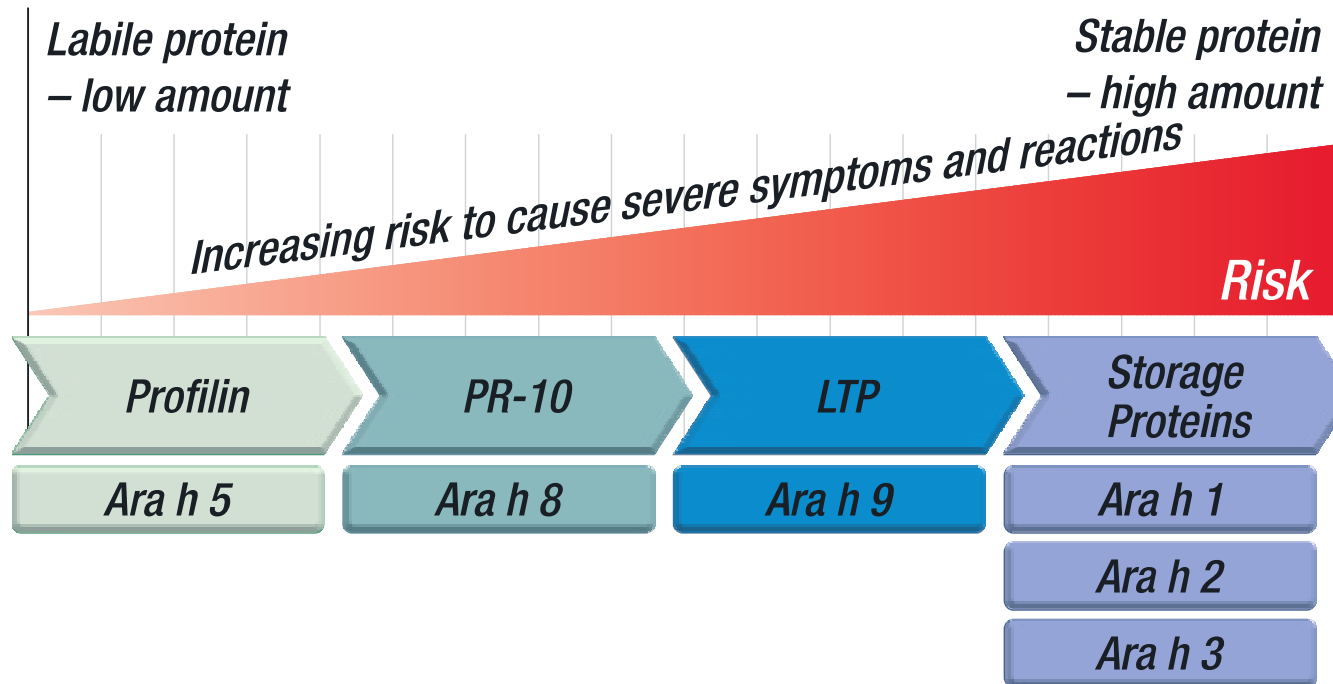 Labile protein
– low amount
Stable protein
– high amount
Increasing risk to cause severe symptoms and reactions
Risk
Profilin
PR-10
LTP
Storage
Proteins
Ara h 5
Ara h 8
Ara h 9
Ara h 1
Ara h 2
Ara h 3